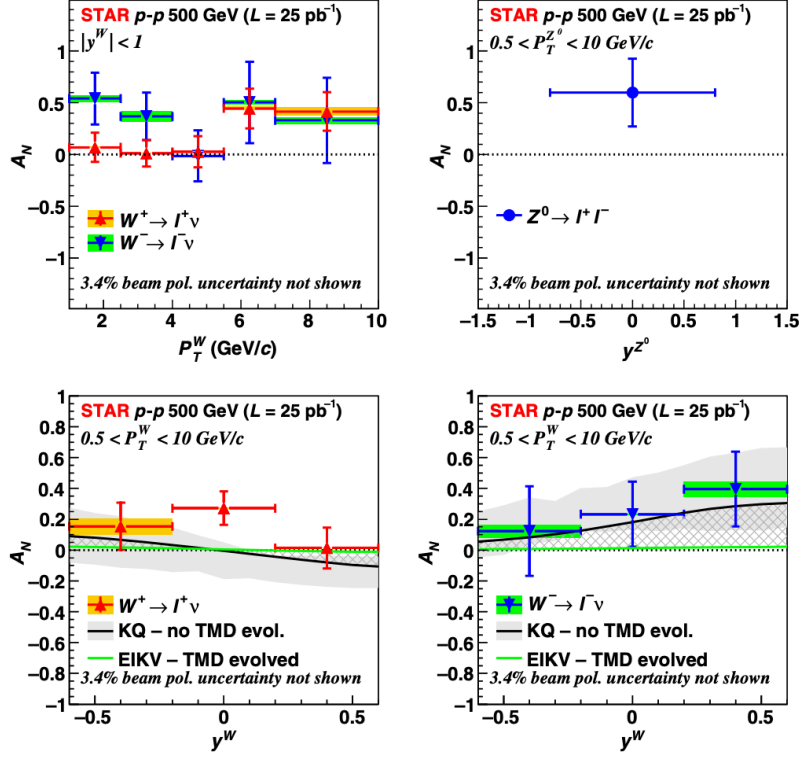 STAR p-p 500 GeV (L = 25 pb⁻¹)
|y^W| < 1
A_N
1
0.5
0
−0.5
−1
W⁺ → l⁺ν
W⁻ → l⁻ν
3.4% beam pol. uncertainty not shown
2 4 6 8 10
P_T^W (GeV/c)
STAR p-p 500 GeV (L = 25 pb⁻¹)
0.5 < P_T^{Z⁰} < 10 GeV/c
A_N
1
0.5
0
−0.5
−1
Z⁰ → l⁺ l⁻
3.4% beam pol. uncertainty not shown
−1.5 −1 −0.5 0 0.5 1 1.5
y^{Z⁰}
STAR p-p 500 GeV (L = 25 pb⁻¹)
0.5 < P_T^W < 10 GeV/c
A_N
1
0.8
0.6
0.4
0.2
0
−0.2
−0.4
−0.6
−0.8
−1
W⁺ → l⁺ν
KQ – no TMD evol.
EIKV – TMD evolved
3.4% beam pol. uncertainty not shown
−0.5 0 0.5
y^W
STAR p-p 500 GeV (L = 25 pb⁻¹)
0.5 < P_T^W < 10 GeV/c
A_N
1
0.8
0.6
0.4
0.2
0
−0.2
−0.4
−0.6
−0.8
−1
W⁻ → l⁻ν
KQ – no TMD evol.
EIKV – TMD evolved
3.4% beam pol. uncertainty not shown
−0.5 0 0.5
y^W